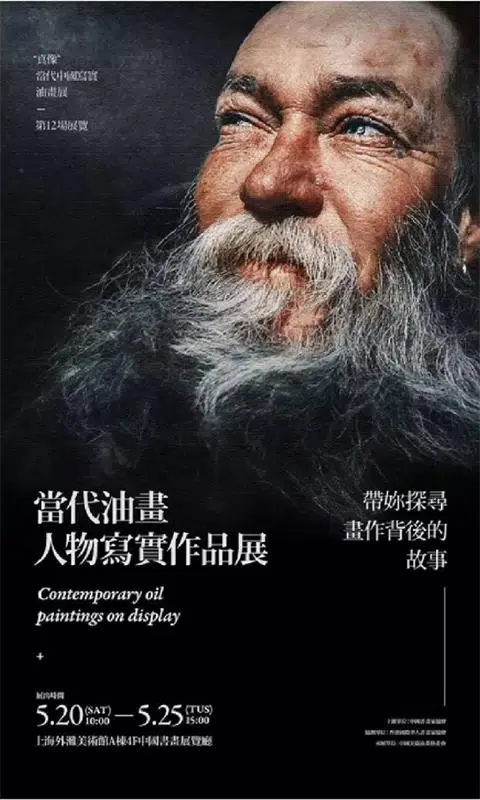 “真像”
當代中國寫實
油畫展
第12場展覽
當代油畫
人物寫實作品展
帶妳探尋
畫作背後的
故事
Contemporary oil
paintings on display
+
展出時間
5.20 (SAT) 10:00 — 5.25 (TUS) 15:00
上海外灘美術館A棟4F中國書畫展覽廳